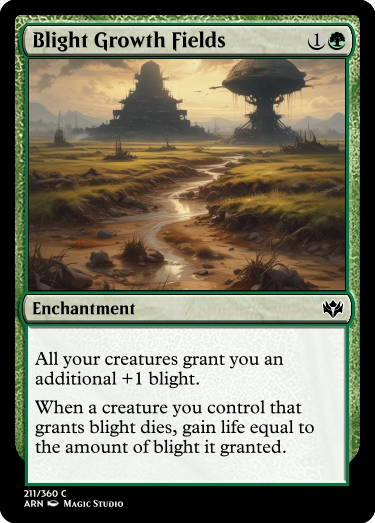 Blight Growth Fields 1
Enchantment
All your creatures grant you an
additional +1 blight.
When a creature you control that
grants blight dies, gain life equal to
the amount of blight it granted.
211/360 C
ARN Magic Studio